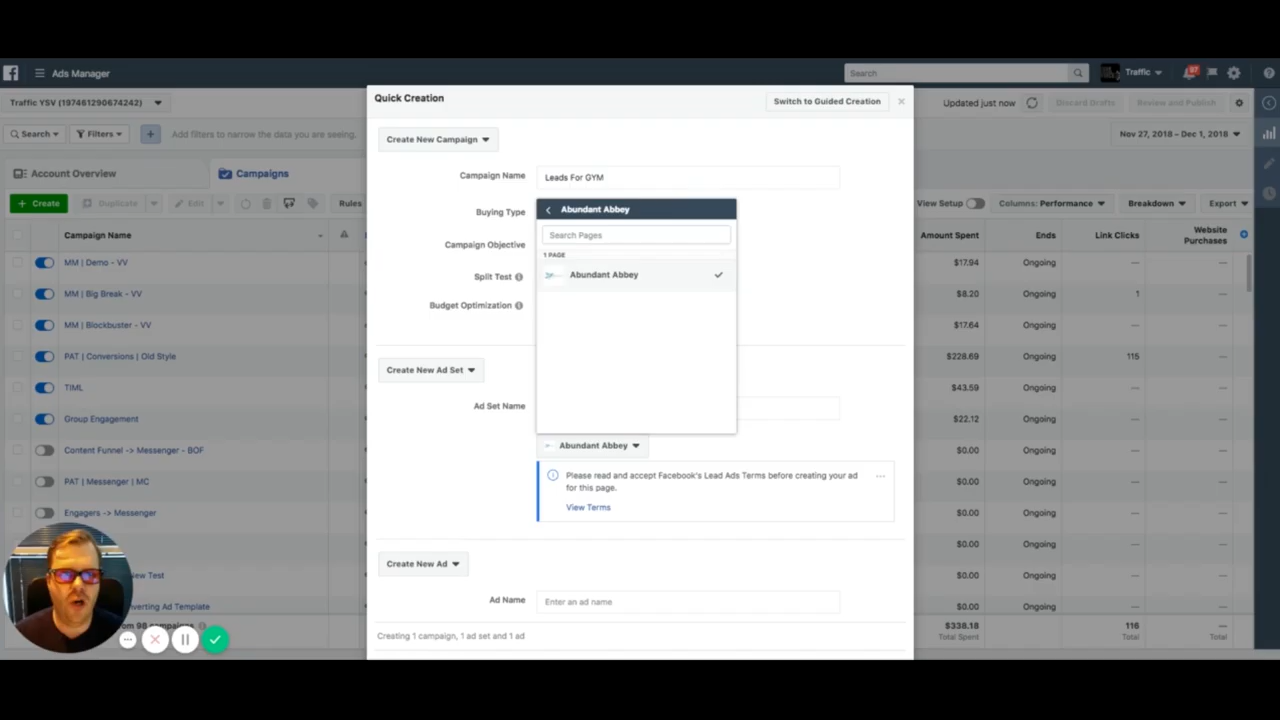 Ads Manager
Search
Traffic
Traffic YSV (197461290674242)
Quick Creation
Switch to Guided Creation
Updated just now
Discard Drafts
Review and Publish
Search
Filters
Add filters to narrow the data you are seeing.
Create New Campaign
Nov 27, 2018 – Dec 1, 2018
Account Overview
Campaigns
Campaign Name
Leads For GYM
Create
Duplicate
Edit
Rules
Buying Type
Abundant Abbey
View Setup
Columns: Performance
Breakdown
Export
Campaign Name
Campaign Objective
Search Pages
Amount Spent
Ends
Link Clicks
Website
Purchases
1 PAGE
MM | Demo - VV
$17.94
Ongoing
—
—
Split Test
Abundant Abbey
MM | Big Break - VV
$8.20
Ongoing
1
—
Budget Optimization
MM | Blockbuster - VV
$17.64
Ongoing
—
—
PAT | Conversions | Old Style
$228.69
Ongoing
115
—
Create New Ad Set
TIML
$43.59
Ongoing
—
—
Ad Set Name
Group Engagement
$22.12
Ongoing
—
—
Abundant Abbey
Content Funnel -> Messenger - BOF
$0.00
Ongoing
—
—
Please read and accept Facebook's Lead Ads Terms before creating your ad
for this page.
View Terms
PAT | Messenger | MC
$0.00
Ongoing
—
—
Engagers -> Messenger
$0.00
Ongoing
—
—
$0.00
Ongoing
—
—
Create New Ad
New Test
$0.00
Ongoing
—
—
Ad Name
Enter an ad name
verting Ad Template
$0.00
Ongoing
—
—
om 98 campaigns
$338.18
Total Spent
116
Total
—
Total
Creating 1 campaign, 1 ad set and 1 ad